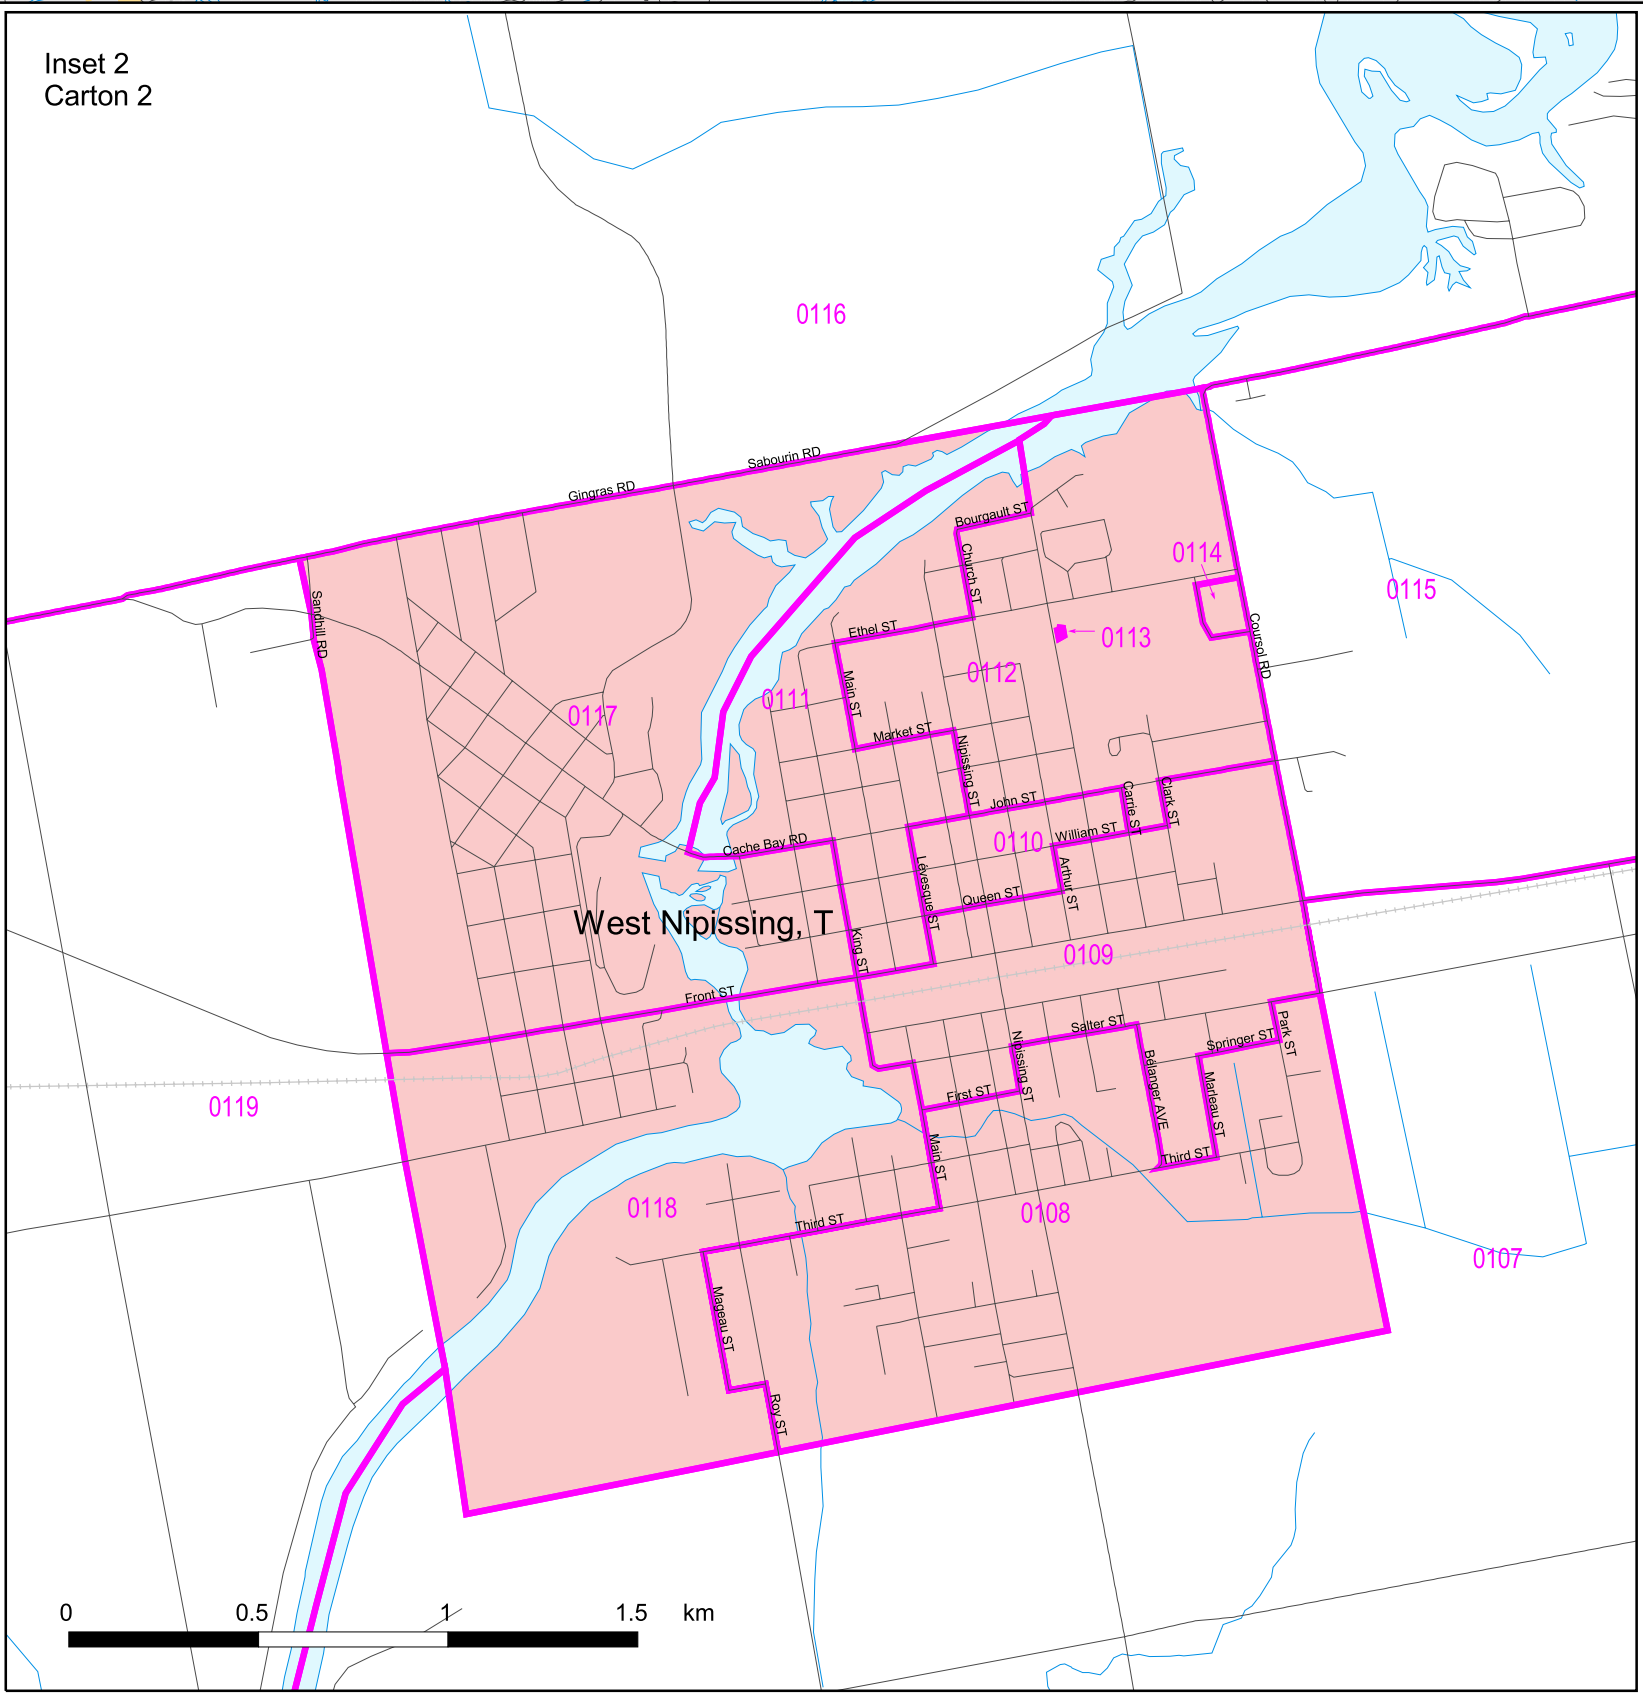 Inset 2
Carton 2
0116
Sabourin RD
Gingras RD
Bourgault ST
Church ST
0114
0115
Sandhill RD
Ethel ST
0113
Coursol RD
0112
Main ST
0111
0117
Market ST
Nipissing ST
John ST
Carrie ST
Clark ST
Cache Bay RD
0110
William ST
Lévesque ST
Arthur ST
Queen ST
West Nipissing, T
King ST
0109
Front ST
Salter ST
Park ST
Nipissing ST
Springer ST
Bélanger AVE
Marleau ST
First ST
0119
Main ST
Third ST
0118
Third ST
0108
0107
Mageau ST
Roy ST
0 0.5 1 1.5 km